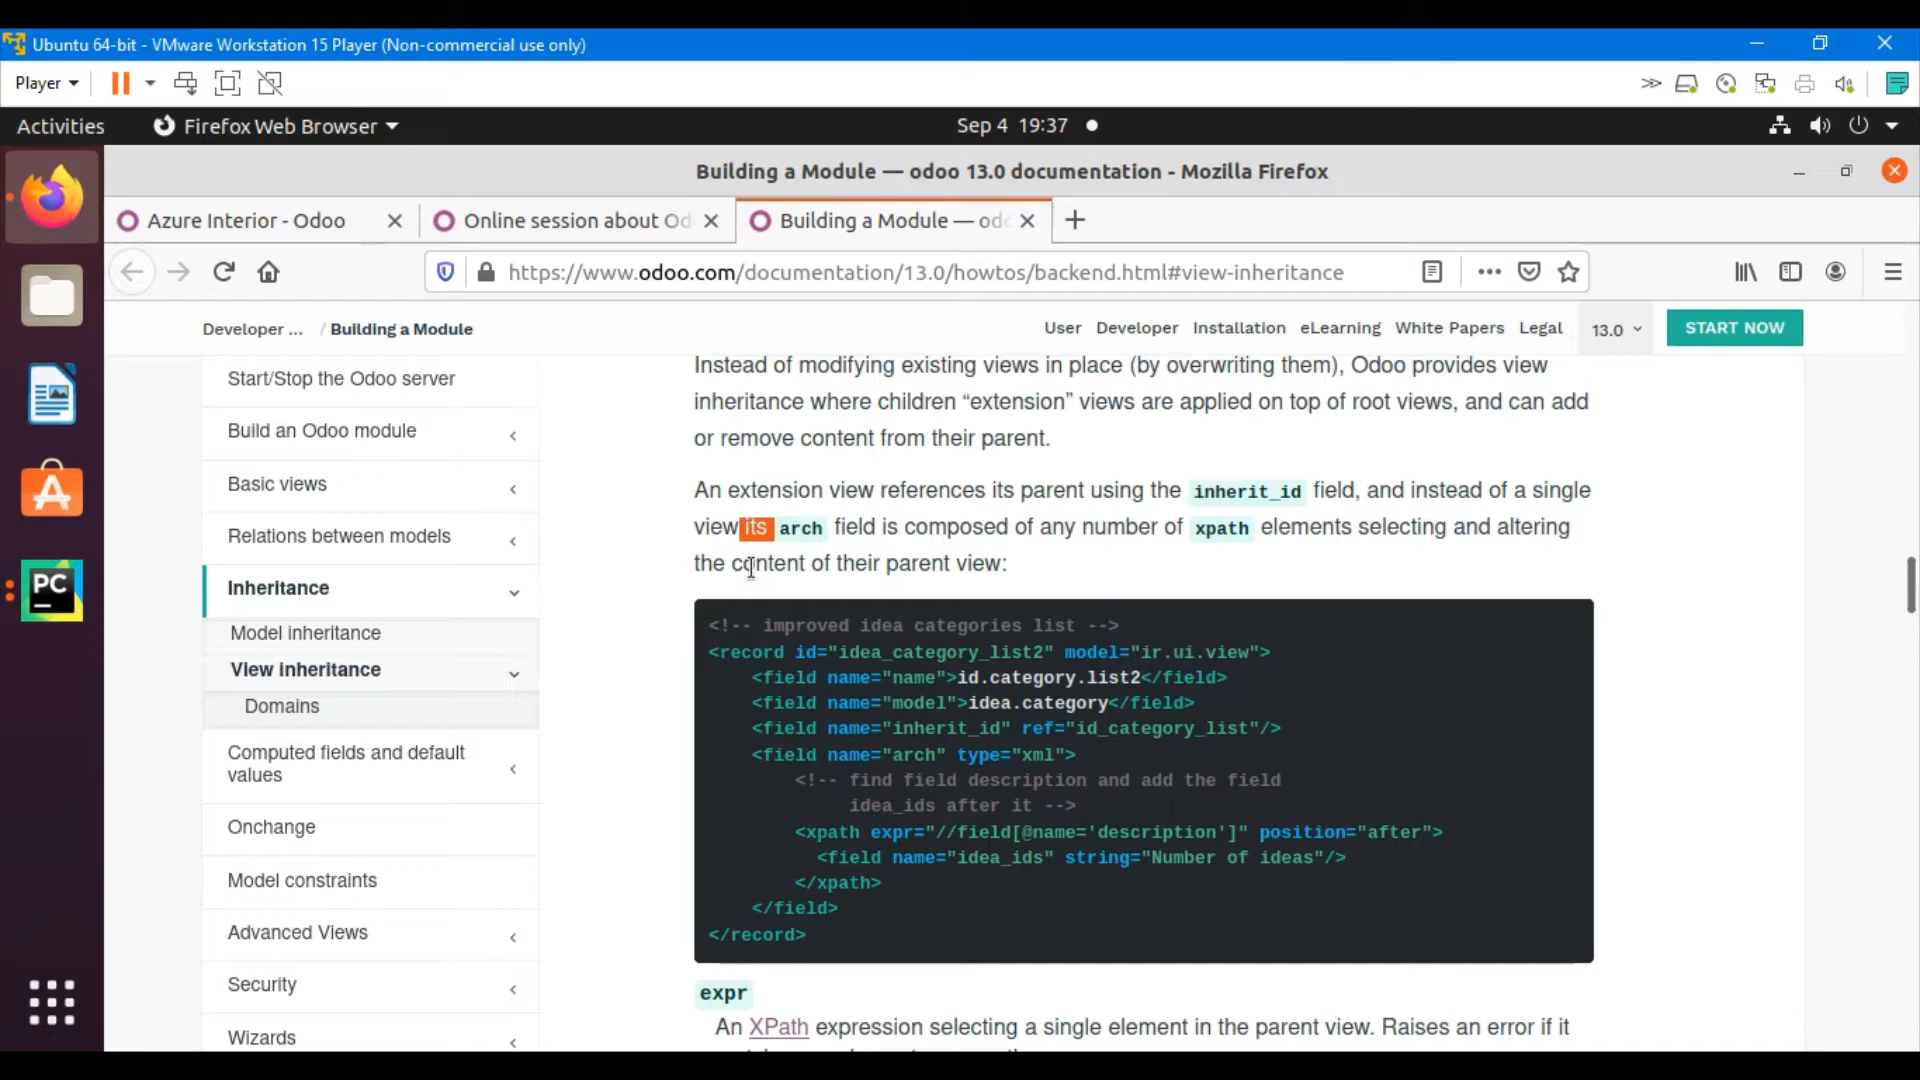 Ubuntu 64-bit - VMware Workstation 15 Player (Non-commercial use only)
Player
Activities
Firefox Web Browser
Sep 4 19:37
Building a Module — odoo 13.0 documentation - Mozilla Firefox
Azure Interior - Odoo
Online session about Od
Building a Module — odo
https://www.odoo.com/documentation/13.0/howtos/backend.html#view-inheritance
Developer ... / Building a Module
User Developer Installation eLearning White Papers Legal 13.0 START NOW
Start/Stop the Odoo server
Build an Odoo module
Basic views
Relations between models
Inheritance
Model inheritance
View inheritance
Domains
Computed fields and default
values
Onchange
Model constraints
Advanced Views
Security
Wizards
Instead of modifying existing views in place (by overwriting them), Odoo provides view
inheritance where children “extension” views are applied on top of root views, and can add
or remove content from their parent.
An extension view references its parent using the inherit_id field, and instead of a single
view its arch field is composed of any number of xpath elements selecting and altering
the content of their parent view:
<!-- improved idea categories list -->
<record id="idea_category_list2" model="ir.ui.view">
<field name="name">id.category.list2</field>
<field name="model">idea.category</field>
<field name="inherit_id" ref="id_category_list"/>
<field name="arch" type="xml">
<!-- find field description and add the field
idea_ids after it -->
<xpath expr="//field[@name='description']" position="after">
<field name="idea_ids" string="Number of ideas"/>
</xpath>
</field>
</record>
expr
An XPath expression selecting a single element in the parent view. Raises an error if it
PC